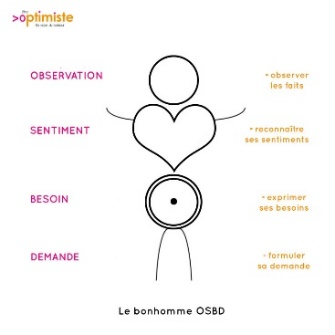 >optimiste
OBSERVATION
• observer
les faits
SENTIMENT
• reconnaître
ses sentiments
BESOIN
• exprimer
ses besoins
DEMANDE
• formuler
sa demande
Le bonhomme OSBD